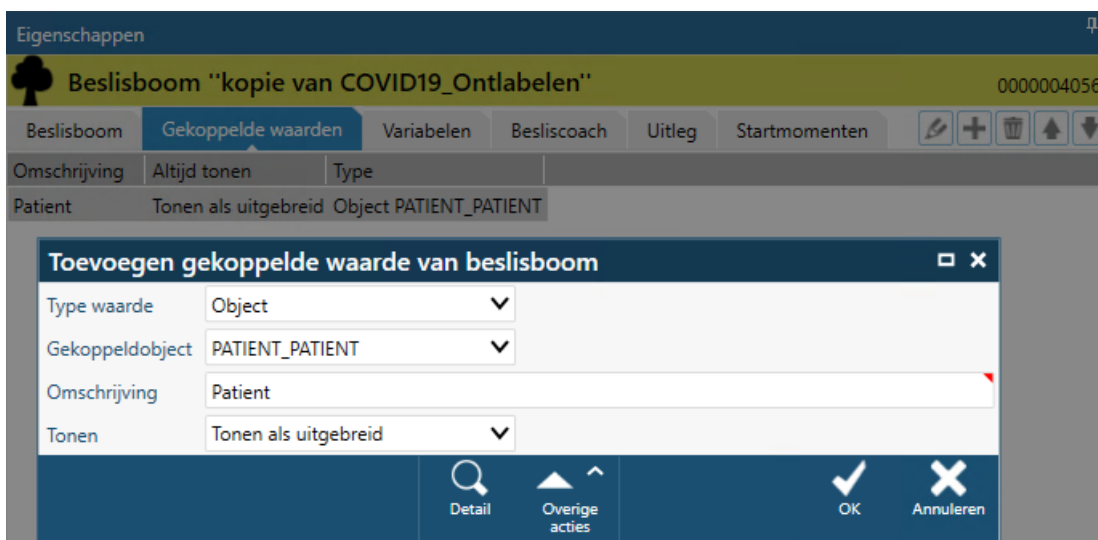 Eigenschappen
Beslisboom "kopie van COVID19_Ontlabelen" 0000004056
Beslisboom Gekoppelde waarden Variabelen Besliscoach Uitleg Startmomenten
Omschrijving Altijd tonen Type
Patient Tonen als uitgebreid Object PATIENT_PATIENT
Toevoegen gekoppelde waarde van beslisboom
Type waarde Object
Gekoppeldobject PATIENT_PATIENT
Omschrijving Patient
Tonen Tonen als uitgebreid
Detail Overige acties OK Annuleren